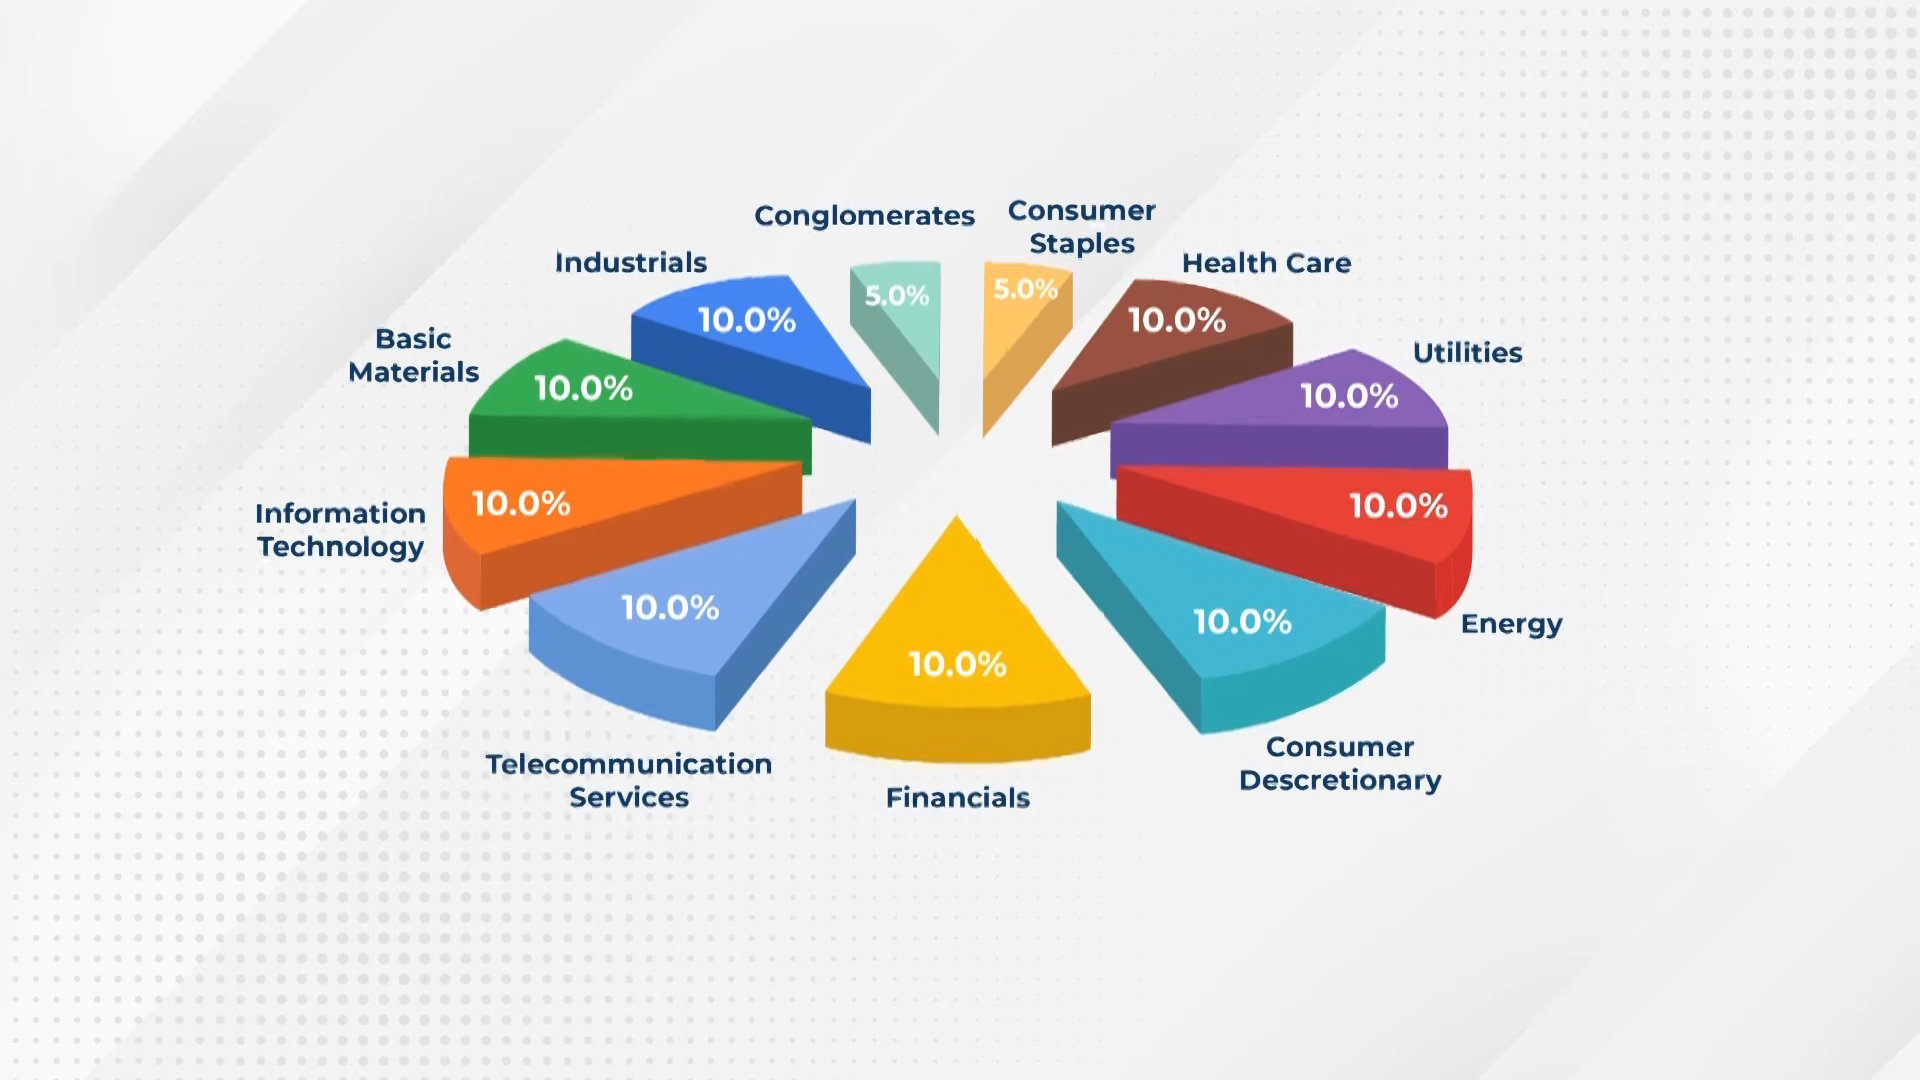 Conglomerates
Consumer
Staples
Industrials
Health Care
5.0%
5.0%
10.0%
10.0%
Basic
Materials
Utilities
10.0%
10.0%
Information
Technology
10.0%
10.0%
Energy
10.0%
10.0%
10.0%
Telecommunication
Services
Financials
Consumer
Descretionary